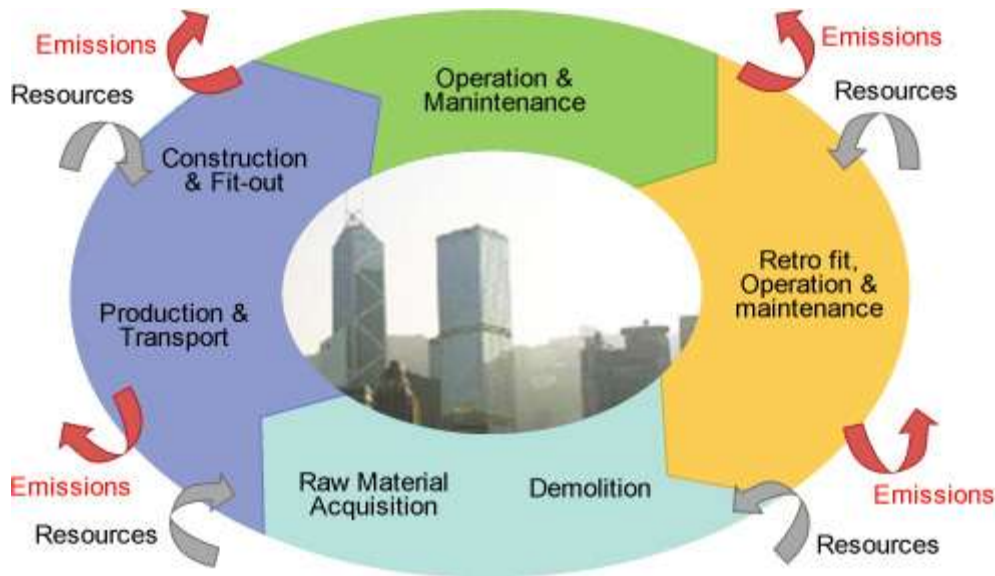 Emissions
Resources
Operation &
Manintenance
Emissions
Resources
Construction
& Fit-out
Retro fit,
Operation &
maintenance
Production &
Transport
Emissions
Resources
Raw Material
Acquisition
Demolition
Emissions
Resources